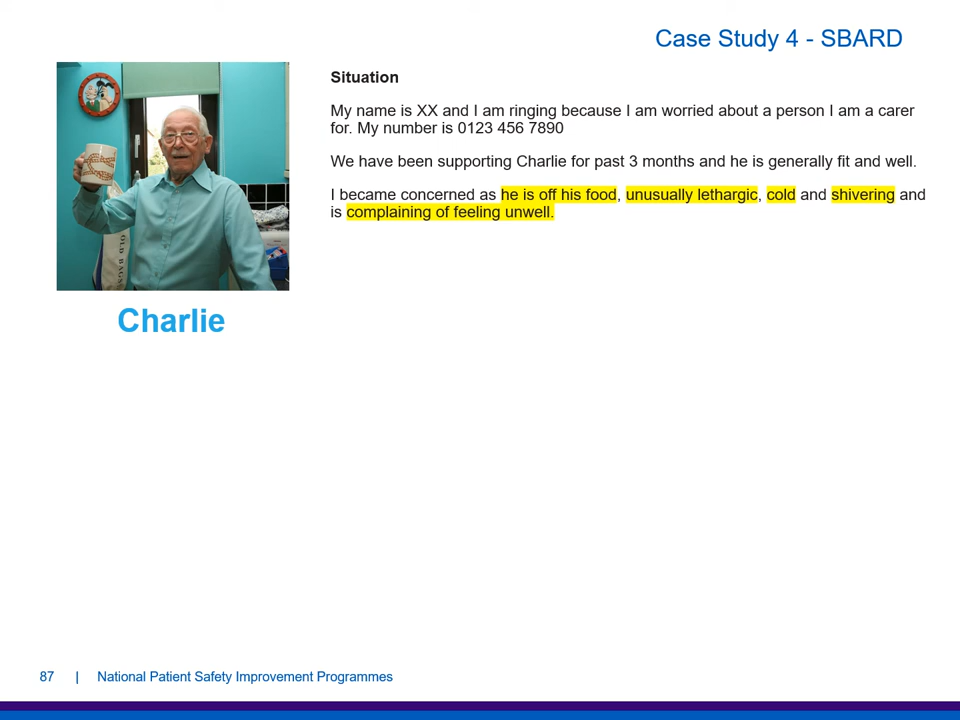 Case Study 4 - SBARD
Situation
My name is XX and I am ringing because I am worried about a person I am a carer
for. My number is 0123 456 7890
We have been supporting Charlie for past 3 months and he is generally fit and well.
I became concerned as he is off his food, unusually lethargic, cold and shivering and
is complaining of feeling unwell.
OLD BAGS
Charlie
87 | National Patient Safety Improvement Programmes